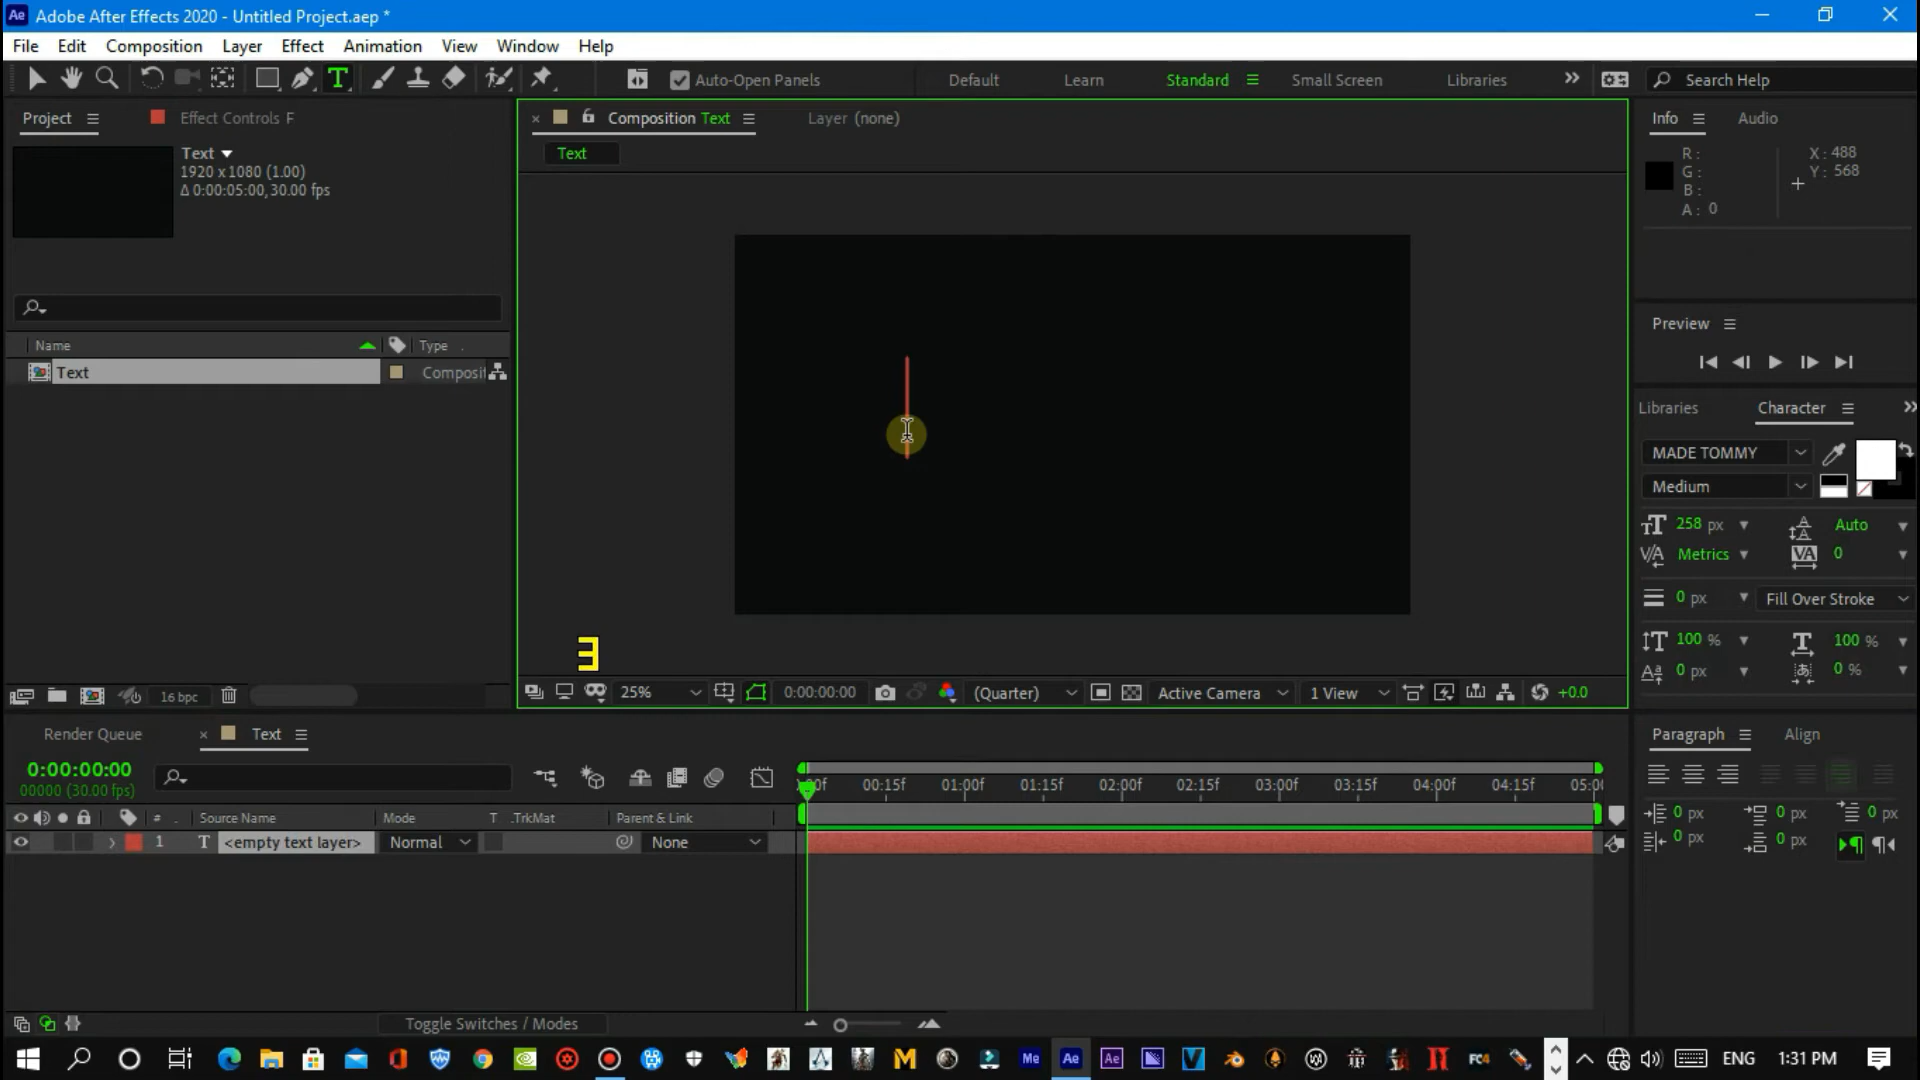 Ae Adobe After Effects 2020 - Untitled Project.aep *
File Edit Composition Layer Effect Animation View Window Help
T Auto-Open Panels Default Learn Standard Small Screen Libraries Search Help
Project Effect Controls F
Text
1920 x 1080 (1.00)
Δ 0:00:05:00, 30.00 fps
Name Type
Text Composit
16 bpc
Composition Text Layer (none)
Text
3
25% 0:00:00:00 (Quarter) Active Camera 1 View +0.0
Info Audio
R :
G :
B :
A : 0
X : 488
Y : 568
Preview
Libraries Character
MADE TOMMY
Medium
258 px Auto
Metrics 0
0 px Fill Over Stroke
100 % 100 %
0 px 0 %
Render Queue Text
0:00:00:00
00000 (30.00 fps)
:00f 00:15f 01:00f 01:15f 02:00f 02:15f 03:00f 03:15f 04:00f 04:15f 05:00
# Source Name Mode T .TrkMat Parent & Link
1 T <empty text layer> Normal None
Toggle Switches / Modes
Paragraph Align
0 px 0 px 0 px
0 px 0 px
Me Ae Ae FC4 ENG 1:31 PM